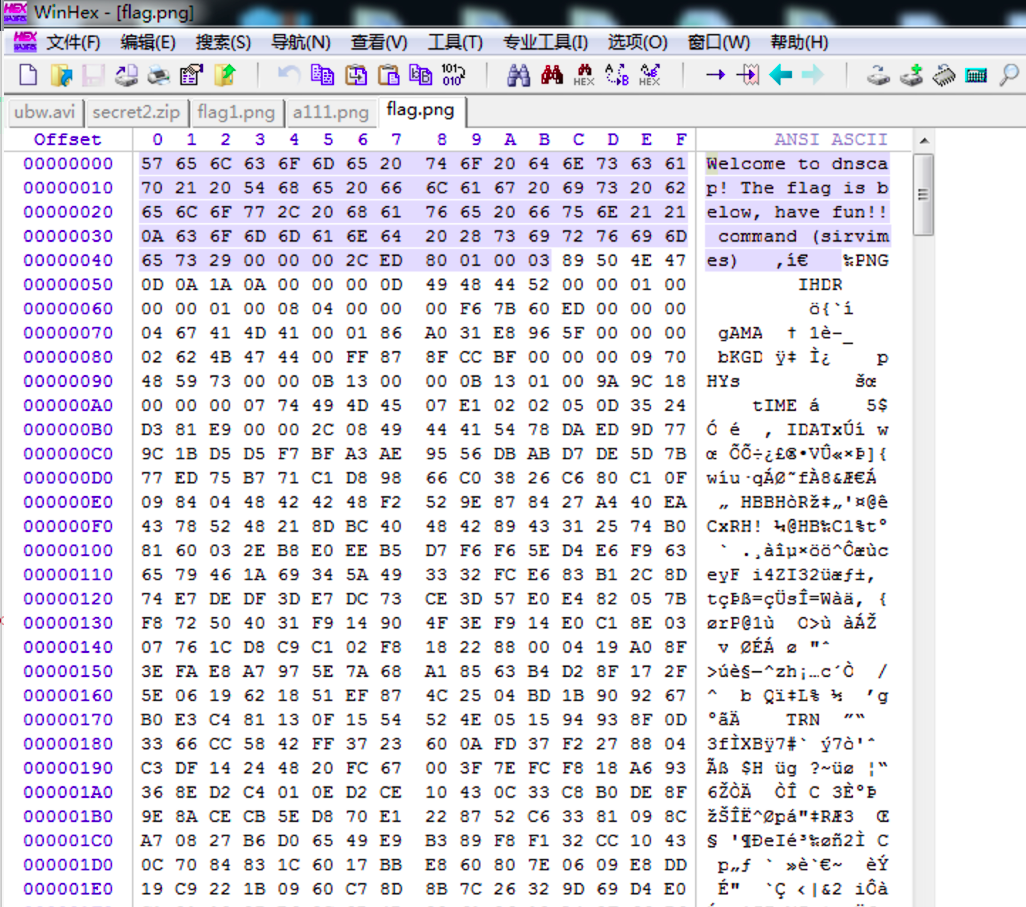 WinHex - [flag.png]
文件(F) 编辑(E) 搜索(S) 导航(N) 查看(V) 工具(T) 专业工具(I) 选项(O) 窗口(W) 帮助(H)
ubw.avi secret2.zip flag1.png a111.png flag.png
Offset 0 1 2 3 4 5 6 7 8 9 A B C D E F ANSI ASCII
00000000 57 65 6C 63 6F 6D 65 20 74 6F 20 64 6E 73 63 61 Welcome to dnsca
00000010 70 21 20 54 68 65 20 66 6C 61 67 20 69 73 20 62 p! The flag is b
00000020 65 6C 6F 77 2C 20 68 61 76 65 20 66 75 6E 21 21 elow, have fun!!
00000030 0A 63 6F 6D 6D 61 6E 64 20 28 73 69 72 76 69 6D command (sirvim
00000040 65 73 29 00 00 00 2C ED 80 01 00 03 89 50 4E 47 es) ,í€ ‰PNG
00000050 0D 0A 1A 0A 00 00 00 0D 49 48 44 52 00 00 01 00 IHDR
00000060 00 00 01 00 08 04 00 00 00 F6 7B 60 ED 00 00 00 ö{`í
00000070 04 67 41 4D 41 00 01 86 A0 31 E8 96 5F 00 00 00 gAMA † 1è–_
00000080 02 62 4B 47 44 00 FF 87 8F CC BF 00 00 00 09 70 bKGD ÿ‡ Ì¿ p
00000090 48 59 73 00 00 0B 13 00 00 0B 13 01 00 9A 9C 18 HYs šœ
000000A0 00 00 00 07 74 49 4D 45 07 E1 02 02 05 0D 35 24 tIME á 5$
000000B0 D3 81 E9 00 00 2C 08 49 44 41 54 78 DA ED 9D 77 Ó é , IDATxÚí w
000000C0 9C 1B D5 D5 F7 BF A3 AE 95 56 DB AB D7 DE 5D 7B œ ÕÕ÷¿£®•VÛ«×Þ]{
000000D0 77 ED 75 B7 71 C1 D8 98 66 C0 38 26 C6 80 C1 0F wíu·qÁØ˜fÀ8&Æ€Á
000000E0 09 84 04 48 42 42 48 F2 52 9E 87 84 27 A4 40 EA „ HBBHòRž‡„'¤@ê
000000F0 43 78 52 48 21 8D BC 40 48 42 89 43 31 25 74 B0 CxRH! ¼@HB‰C1%t°
00000100 81 60 03 2E B8 E0 EE B5 D7 F6 F6 5E D4 E6 F9 63 ` .¸àîµ×öö^Ôæùc
00000110 65 79 46 1A 69 34 5A 49 33 32 FC E6 83 B1 2C 8D eyF i4ZI32üæƒ±,
00000120 74 E7 DE DF 3D E7 DC 73 CE 3D 57 E0 E4 82 05 7B tçÞß=çÜsÎ=Wàä‚ {
00000130 F8 72 50 40 31 F9 14 90 4F 3E F9 14 E0 C1 8E 03 ørP@1ù O>ù àÁŽ
00000140 07 76 1C D8 C9 C1 02 F8 18 22 88 00 04 19 A0 8F v ØÉÁ ø "ˆ
00000150 3E FA E8 A7 97 5E 7A 68 A1 85 63 B4 D2 8F 17 2F >úè§—^zh¡…c´Ò /
00000160 5E 06 19 62 18 51 EF 87 4C 25 04 BD 1B 90 92 67 ^ b Qï‡L% ½ ’g
00000170 B0 E3 C4 81 13 0F 15 54 52 4E 05 15 94 93 8F 0D °ãÄ TRN ”“
00000180 33 66 CC 58 42 FF 37 23 60 0A FD 37 F2 27 88 04 3fÌXBÿ7#` ý7ò'ˆ
00000190 C3 DF 14 24 48 20 FC 67 00 3F 7E FC F8 18 A6 93 Ãß $H üg ?~üø ¦“
000001A0 36 8E D2 C4 01 0E D2 CE 10 43 0C 33 C8 B0 DE 8F 6ŽÒÄ ÒÎ C 3È°Þ
000001B0 9E 8A CE CB 5E D8 70 E1 22 87 52 C6 33 81 09 8C žŠÎË^Øpá"‡RÆ3 Œ
000001C0 A7 08 27 B6 D0 65 49 E9 B3 89 F8 F1 32 CC 10 43 § '¶ÐeIé³‰øñ2Ì C
000001D0 0C 70 84 83 1C 60 17 BB E8 60 80 7E 06 09 E8 DD p„ƒ ` »è`€~ èÝ
000001E0 19 C9 22 1B 09 60 C7 8D 8B 7C 26 32 9D 69 D4 E0 É" `Ç ‹|&2 iÔà